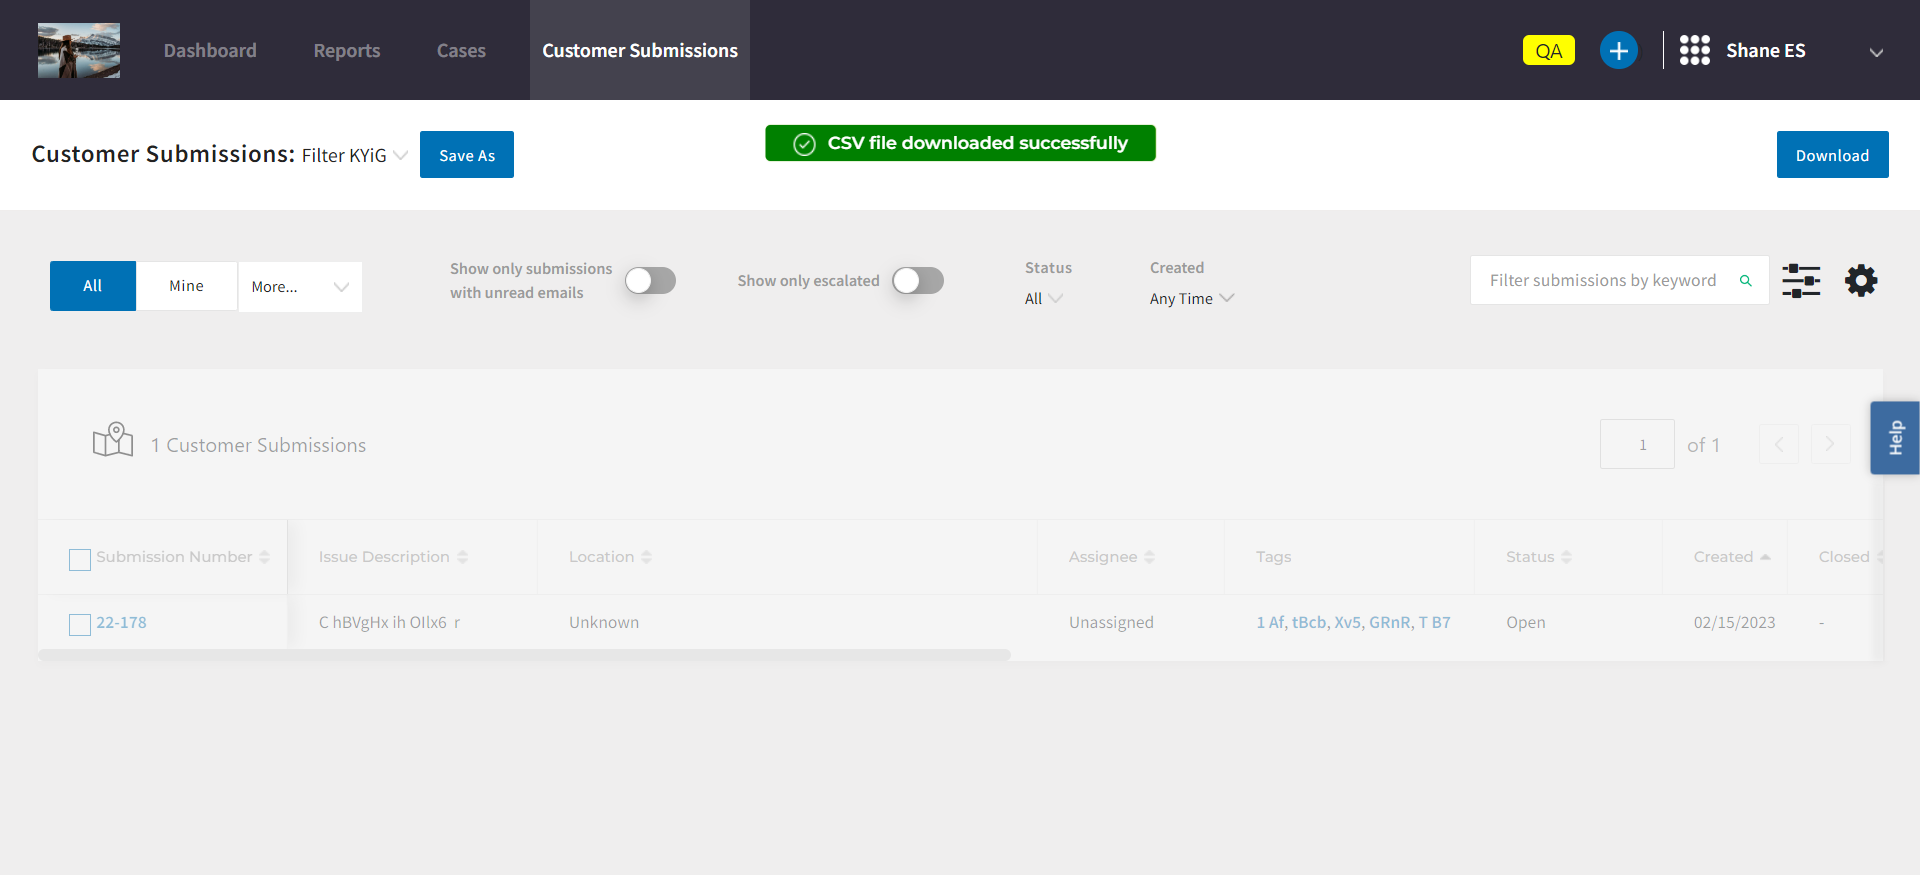 Dashboard Reports Cases Customer Submissions QA Shane ES
Customer Submissions: Filter KYiG Save As CSV file downloaded successfully Download
All Mine More...
Show only submissions
with unread emails
Show only escalated
Status
All
Created
Any Time
Filter submissions by keyword
Help
1 Customer Submissions 1 of 1
Submission Number Issue Description Location Assignee Tags Status Created Closed
22-178 C hBVgHx ih OIlx6 r Unknown Unassigned 1 Af, tBcb, Xv5, GRnR, T B7 Open 02/15/2023 -